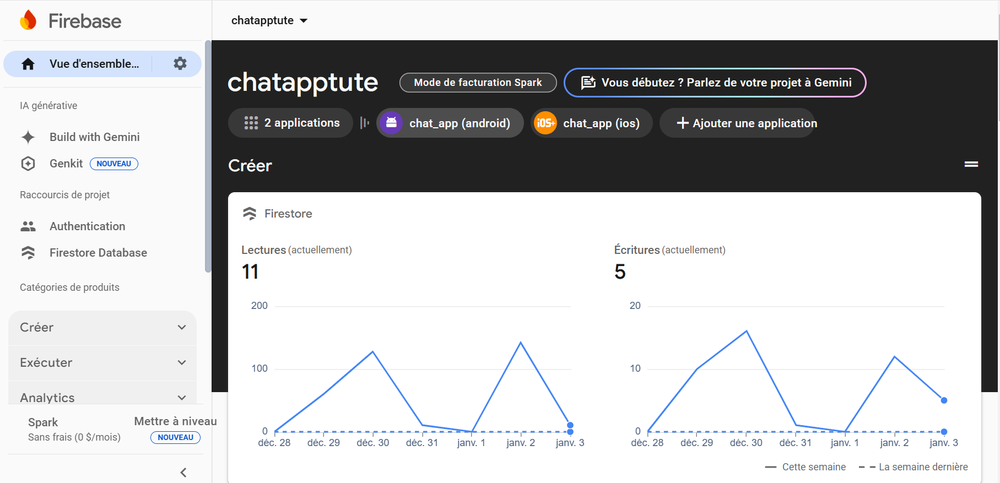 Firebase
chatapptute
Vue d'ensemble...
IA générative
Build with Gemini
Genkit NOUVEAU
Raccourcis de projet
Authentication
Firestore Database
Catégories de produits
Créer
Exécuter
Analytics
Spark
Sans frais (0 $/mois)
Mettre à niveau
NOUVEAU
chatapptute
Mode de facturation Spark
Vous débutez ? Parlez de votre projet à Gemini
2 applications
chat_app (android)
iOS+ chat_app (ios)
+ Ajouter une application
Créer
Firestore
Lectures (actuellement)
11
200
100
0
déc. 28 déc. 29 déc. 30 déc. 31 janv. 1 janv. 2 janv. 3
Écritures (actuellement)
5
20
10
0
déc. 28 déc. 29 déc. 30 déc. 31 janv. 1 janv. 2 janv. 3
Cette semaine La semaine dernière